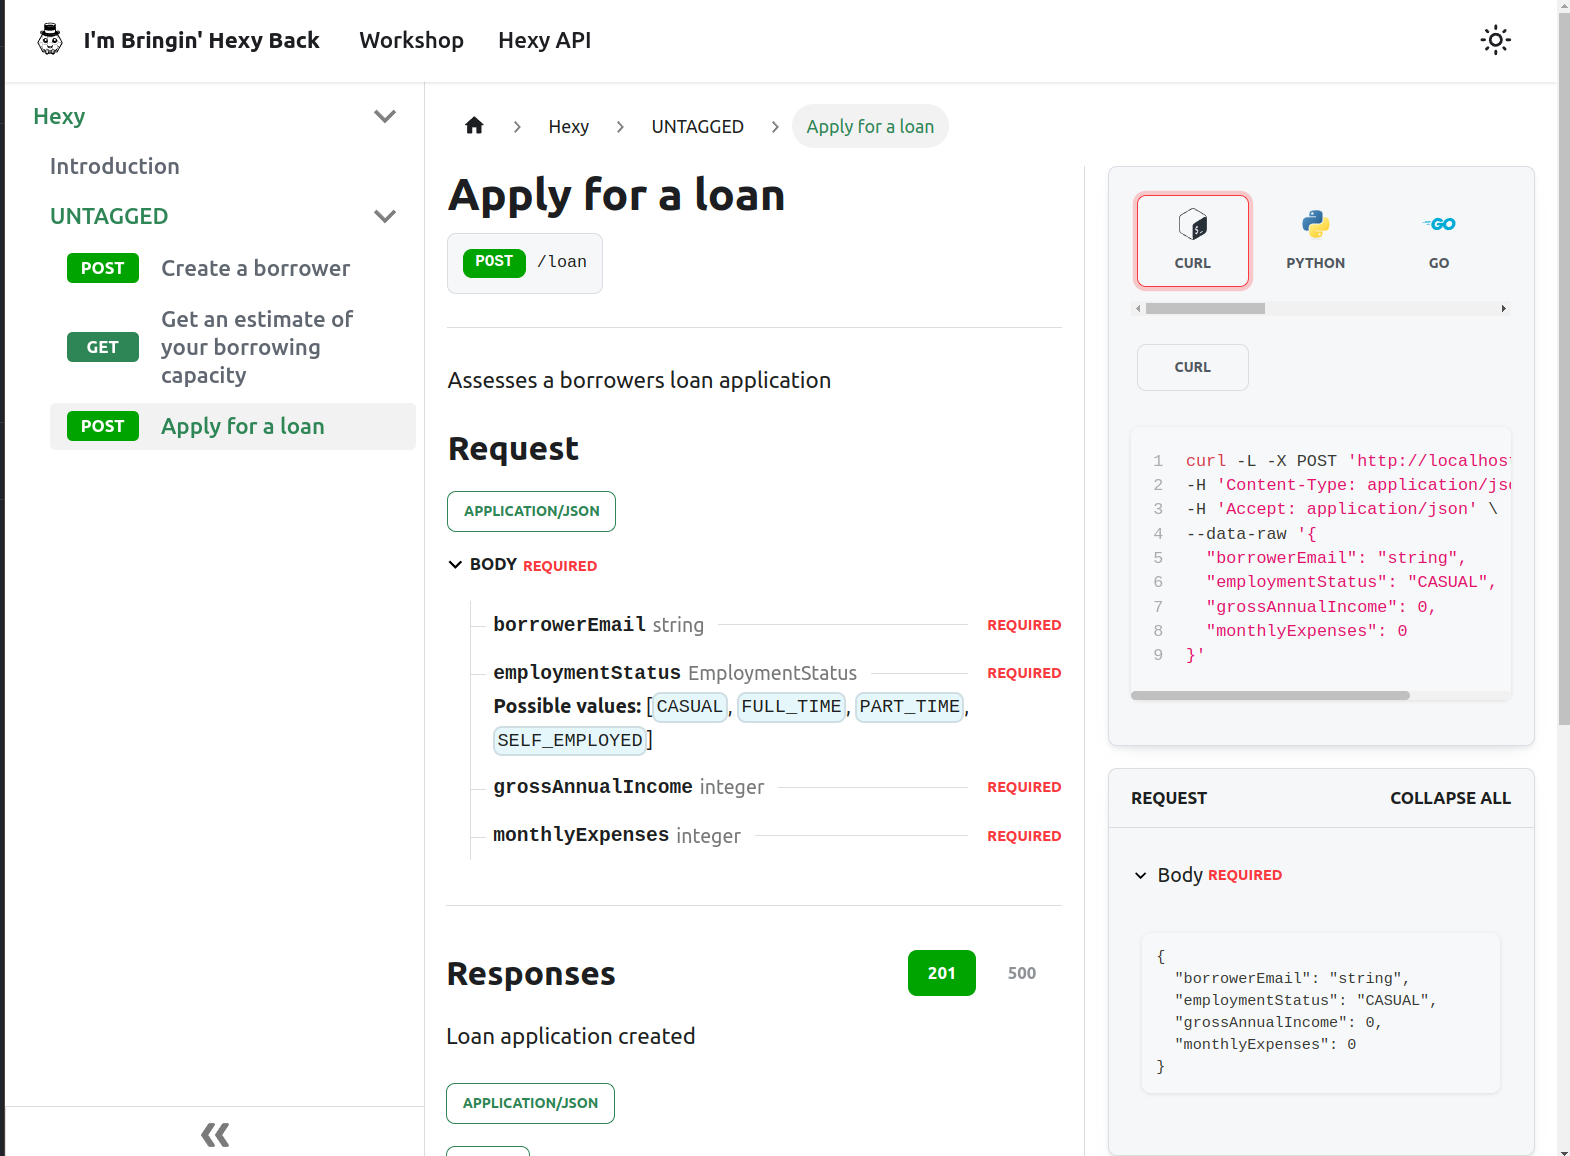 I'm Bringin' Hexy Back
Workshop
Hexy API
Hexy
Introduction
UNTAGGED
POST Create a borrower
GET Get an estimate of
your borrowing
capacity
POST Apply for a loan
Hexy
UNTAGGED
Apply for a loan
Apply for a loan
POST /loan
Assesses a borrowers loan application
Request
APPLICATION/JSON
BODY REQUIRED
borrowerEmail string REQUIRED
employmentStatus EmploymentStatus REQUIRED
Possible values: [CASUAL, FULL_TIME, PART_TIME,
SELF_EMPLOYED]
grossAnnualIncome integer REQUIRED
monthlyExpenses integer REQUIRED
Responses
201
500
Loan application created
APPLICATION/JSON
CURL
PYTHON
GO
GO
CURL
1 curl -L -X POST 'http://localhos
2 -H 'Content-Type: application/js
3 -H 'Accept: application/json' \
4 --data-raw '{
5 "borrowerEmail": "string",
6 "employmentStatus": "CASUAL",
7 "grossAnnualIncome": 0,
8 "monthlyExpenses": 0
9 }'
REQUEST
COLLAPSE ALL
Body REQUIRED
{
"borrowerEmail": "string",
"employmentStatus": "CASUAL",
"grossAnnualIncome": 0,
"monthlyExpenses": 0
}